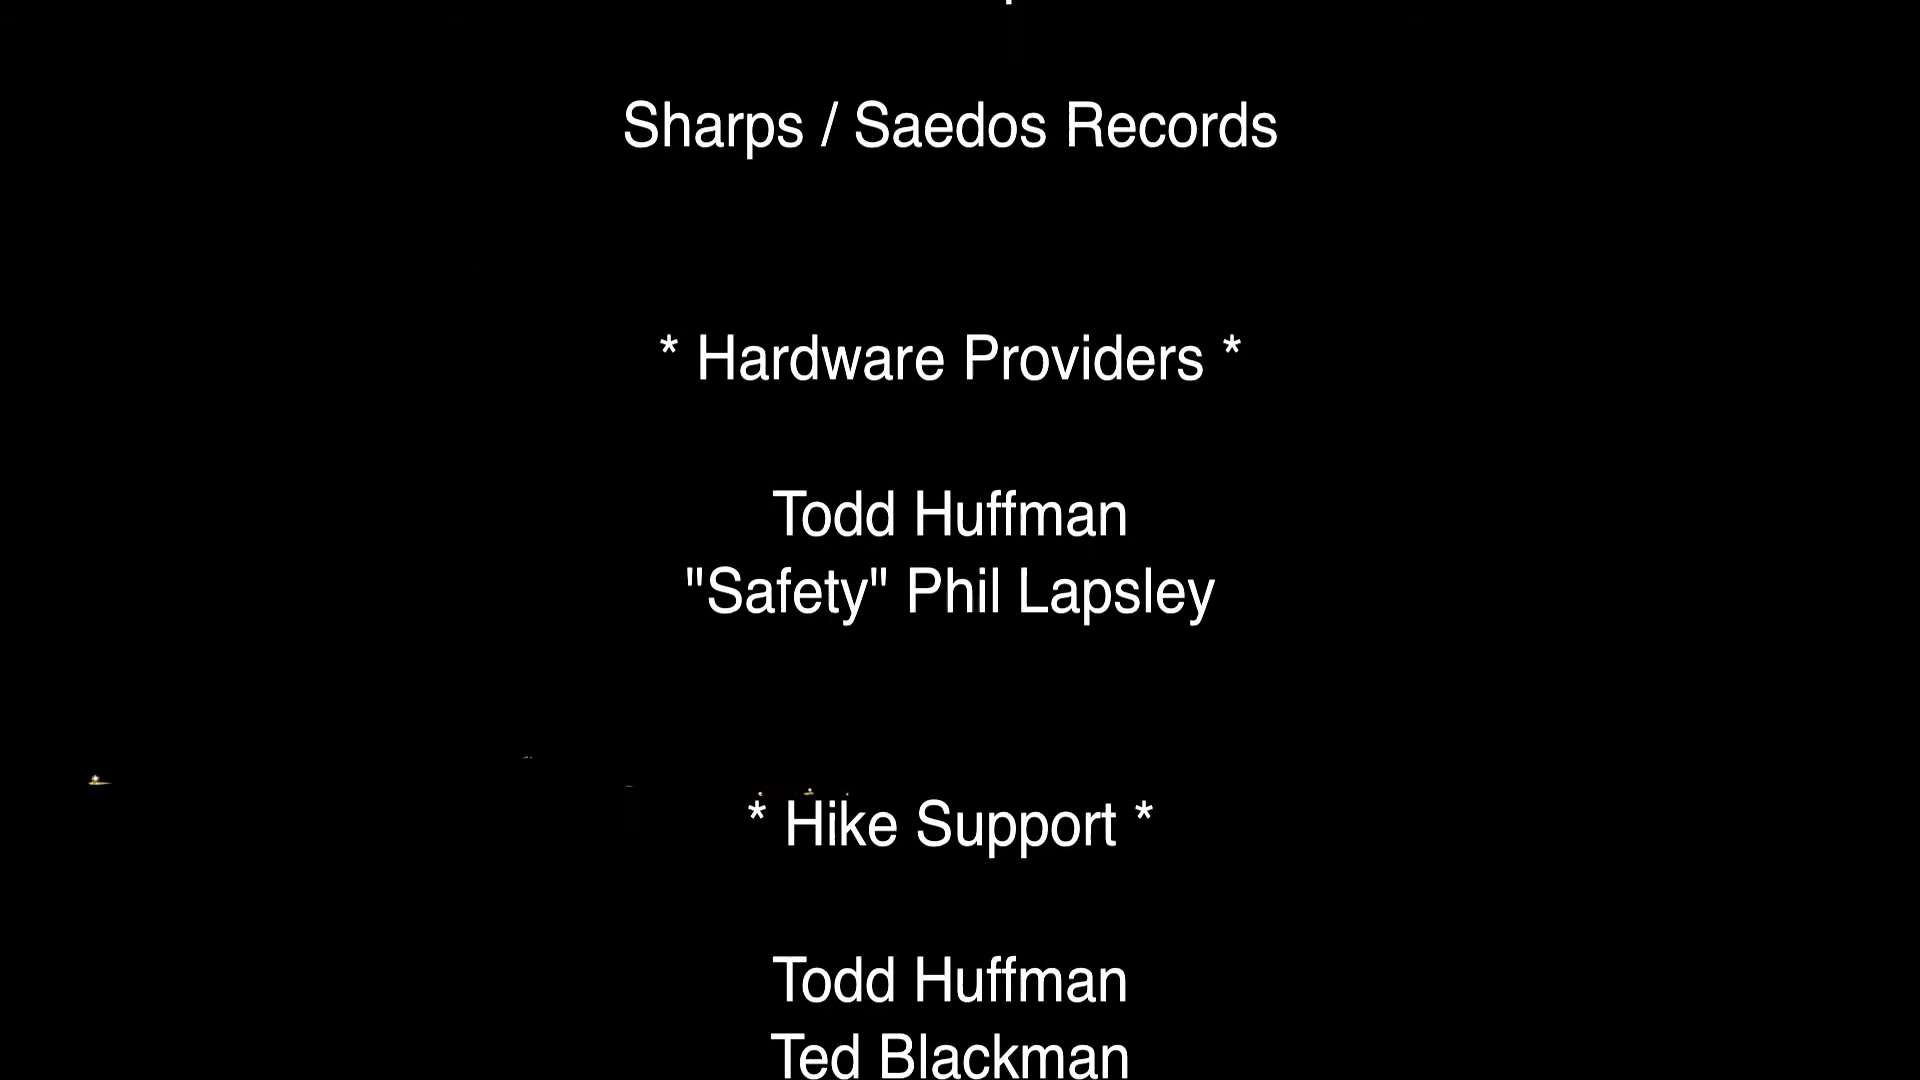 Sharps / Saedos Records
* Hardware Providers *
Todd Huffman
"Safety" Phil Lapsley
* Hike Support *
Todd Huffman
Ted Blackman